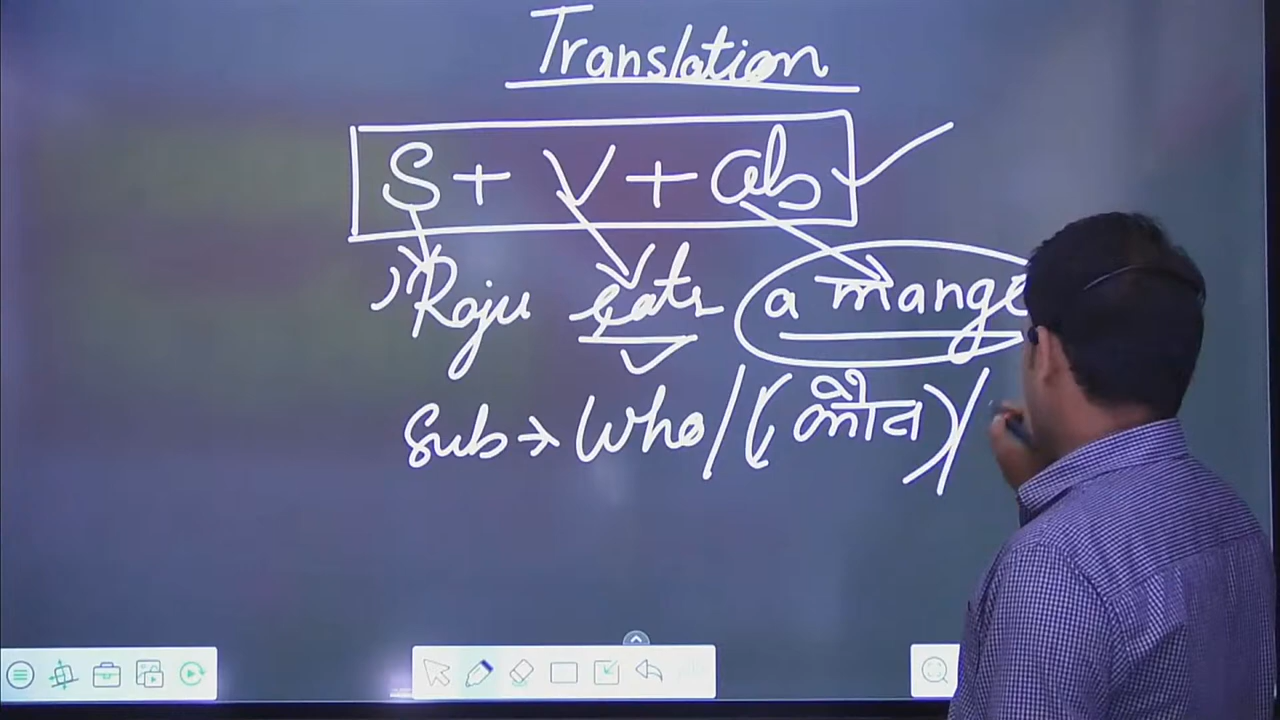 Translation
S + V + ob
Raju eats a mango
Sub → Who / (कौन) /